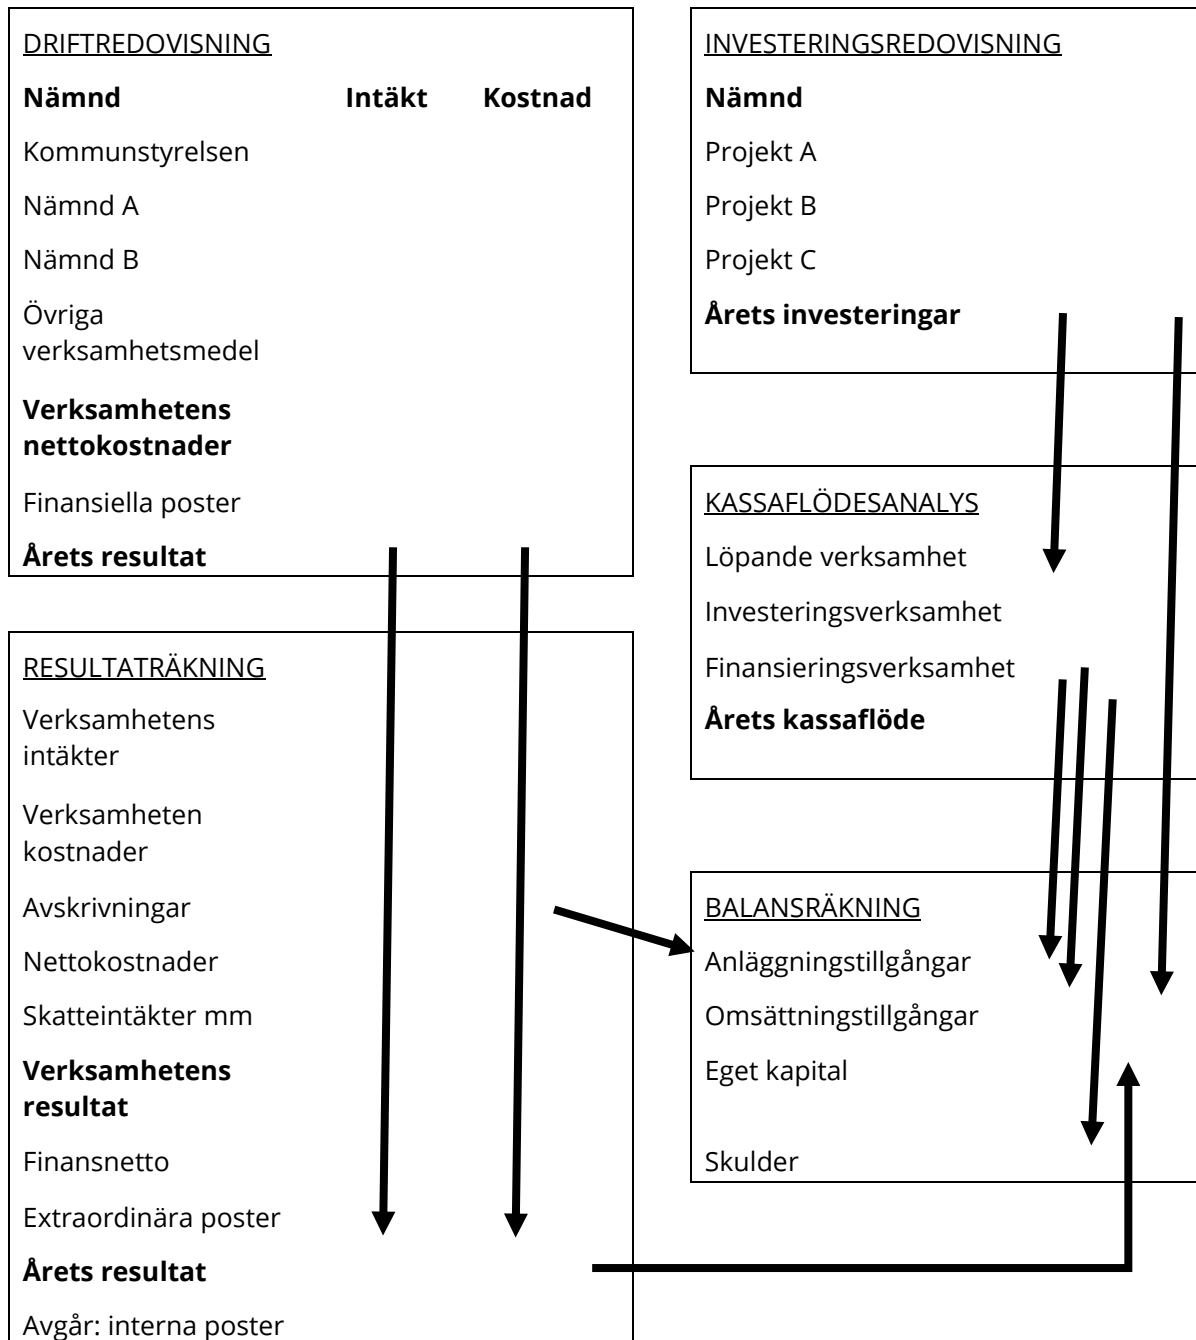 DRIFTREDOVISNING
Nämnd Intäkt Kostnad
Kommunstyrelsen
Nämnd A
Nämnd B
Övriga
verksamhetsmedel
Verksamhetens
nettokostnader
Finansiella poster
Årets resultat
RESULTATRÄKNING
Verksamhetens
intäkter
Verksamheten
kostnader
Avskrivningar
Nettokostnader
Skatteintäkter mm
Verksamhetens
resultat
Finansnetto
Extraordinära poster
Årets resultat
Avgår: interna poster
INVESTERINGSREDOVISNING
Nämnd
Projekt A
Projekt B
Projekt C
Årets investeringar
KASSAFLÖDESANALYS
Löpande verksamhet
Investeringsverksamhet
Finansieringsverksamhet
Årets kassaflöde
BALANSRÄKNING
Anläggningstillgångar
Omsättningstillgångar
Eget kapital
Skulder